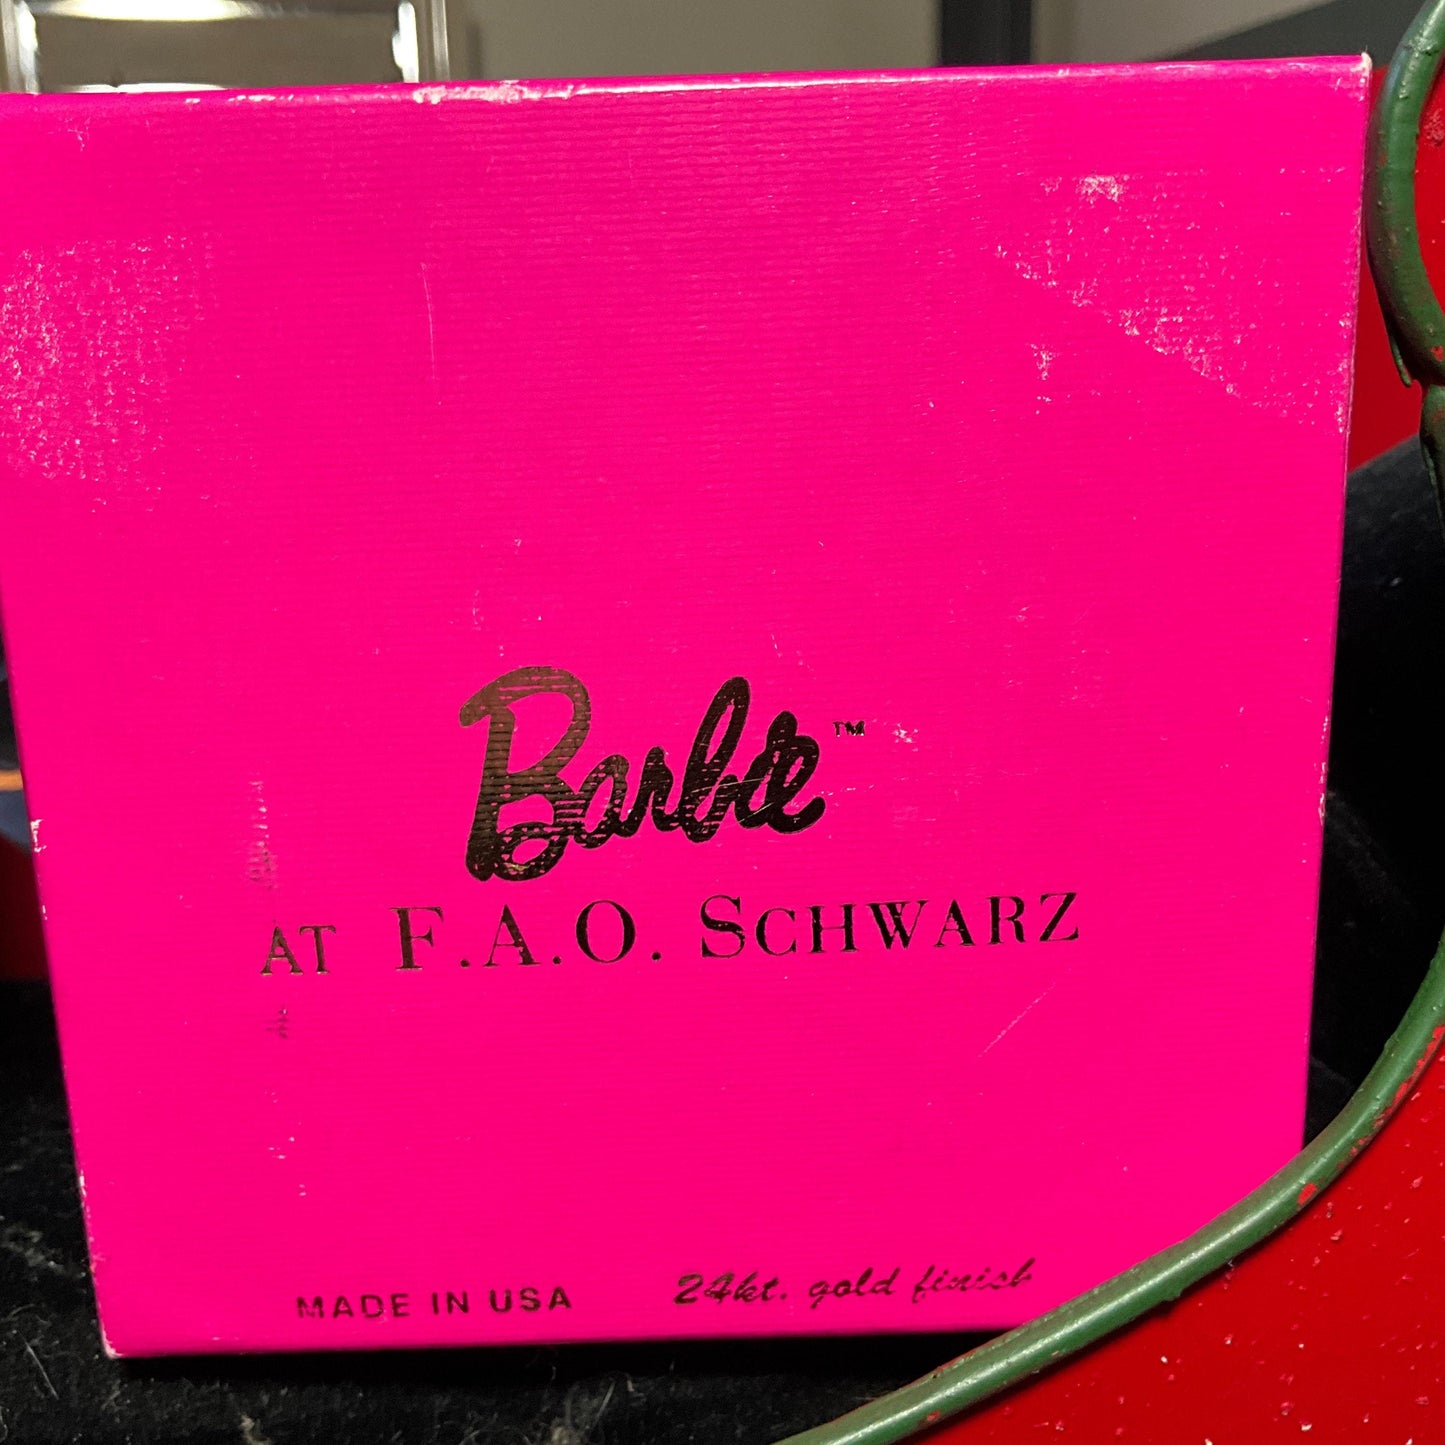 Barbie™
AT F.A.O. SCHWARZ
MADE IN USA 24kt. gold finish